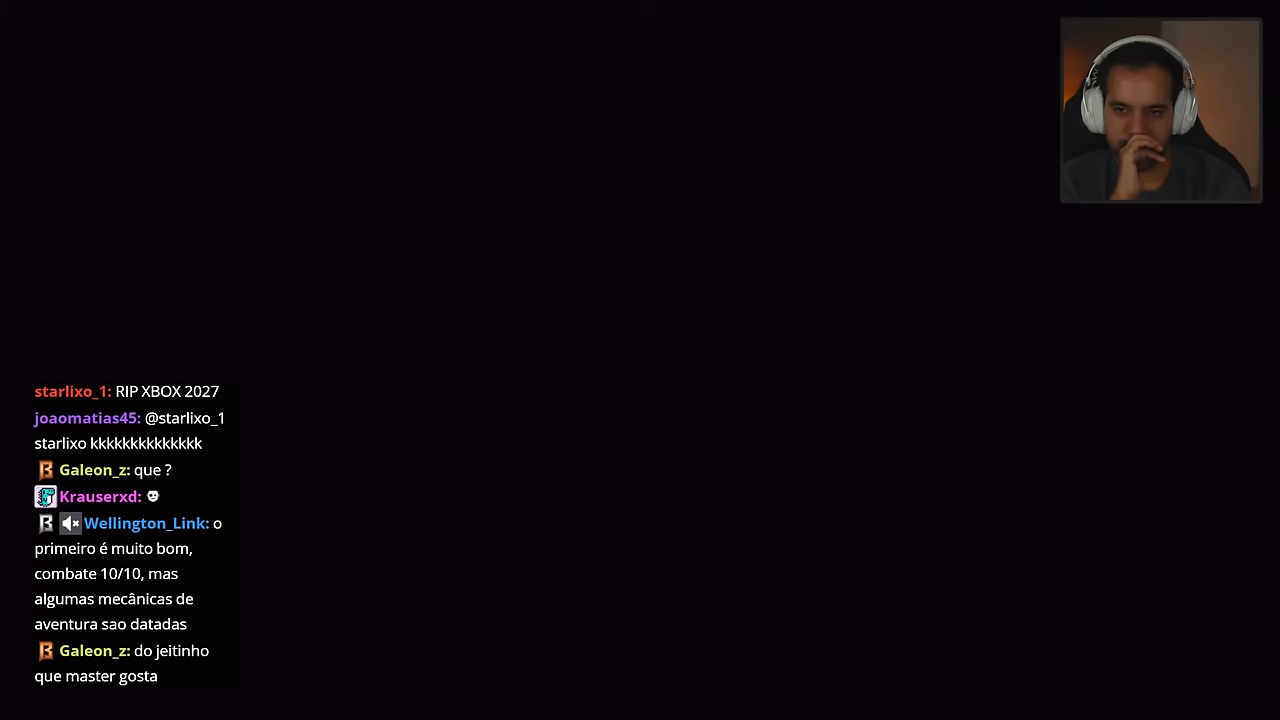 starlixo_1: RIP XBOX 2027
joaomatias45: @starlixo_1
starlixo kkkkkkkkkkkkkk
Galeon_z: que ?
Krauserxd:
Wellington_Link: o
primeiro é muito bom,
combate 10/10, mas
algumas mecânicas de
aventura sao datadas
Galeon_z: do jeitinho
que master gosta